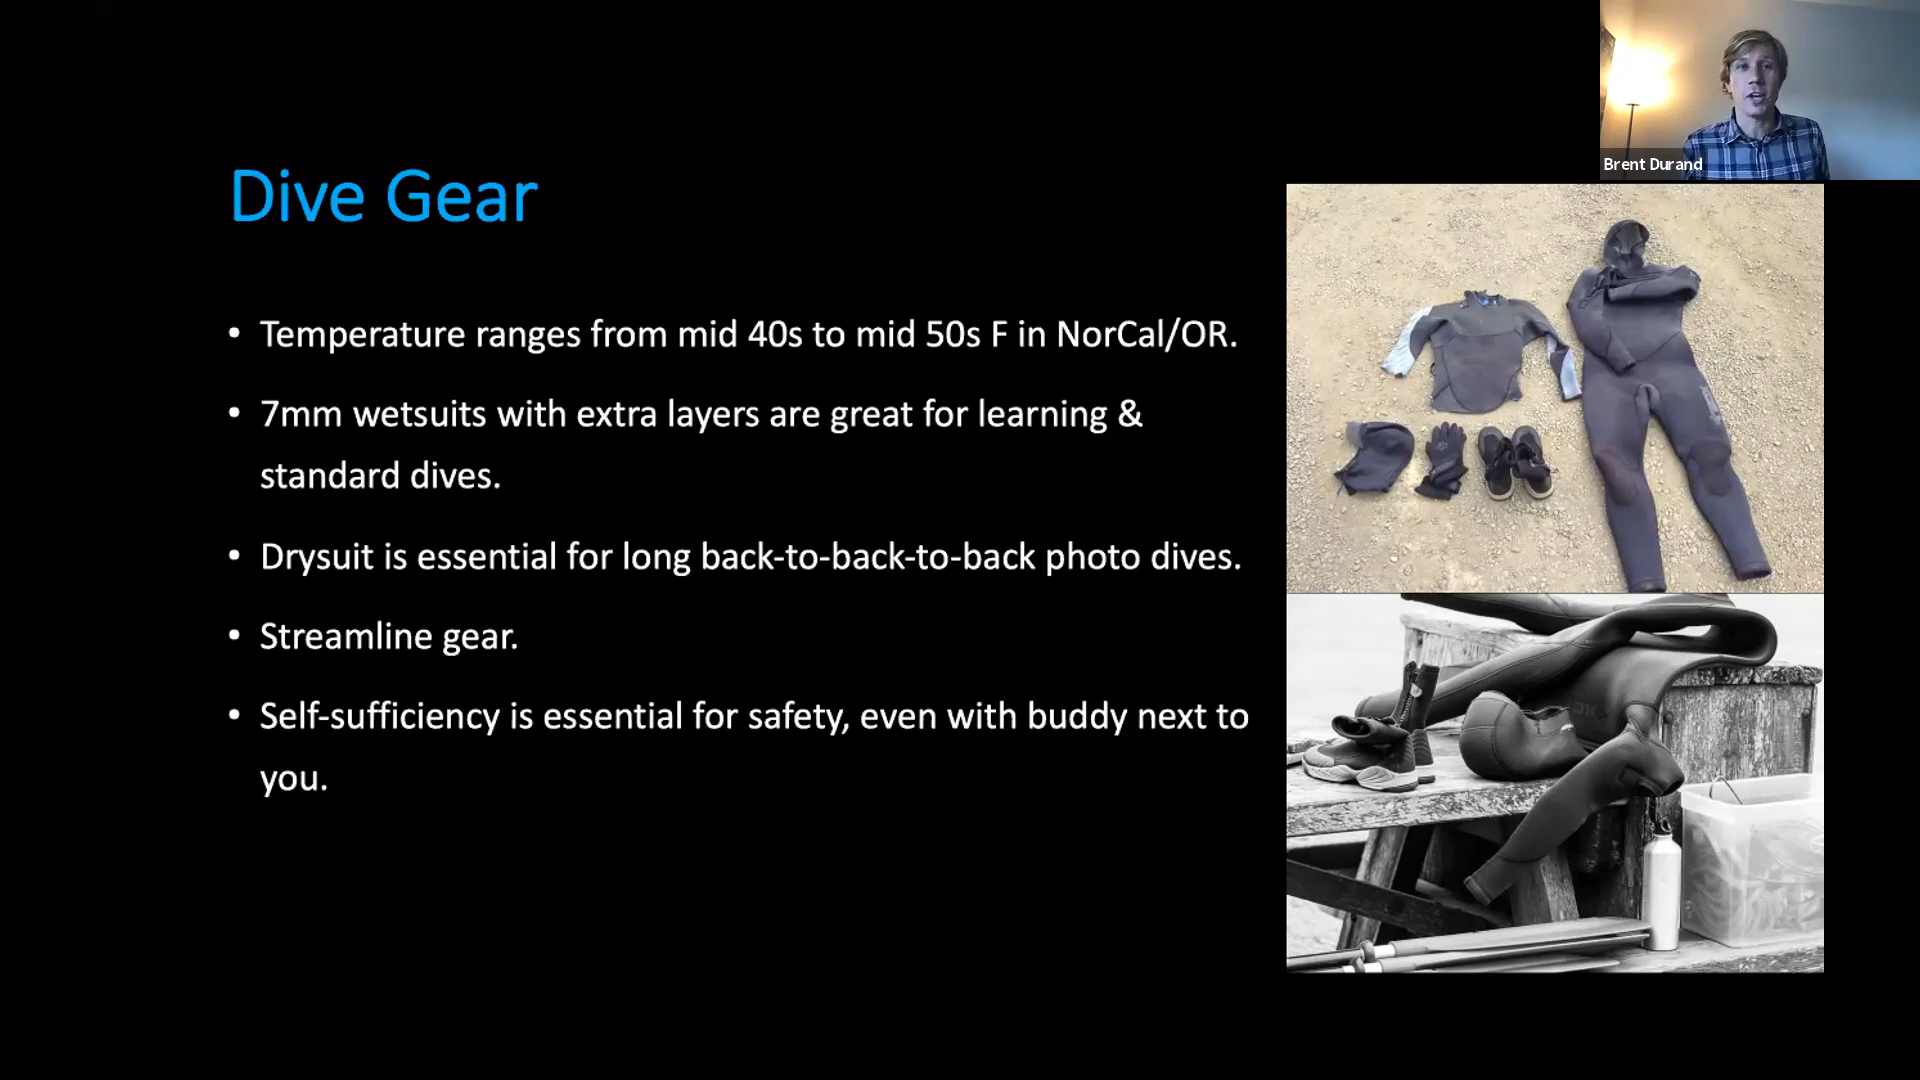 Brent Durand
Dive Gear
• Temperature ranges from mid 40s to mid 50s F in NorCal/OR.
• 7mm wetsuits with extra layers are great for learning &
standard dives.
• Drysuit is essential for long back-to-back-to-back photo dives.
• Streamline gear.
• Self-sufficiency is essential for safety, even with buddy next to
you.